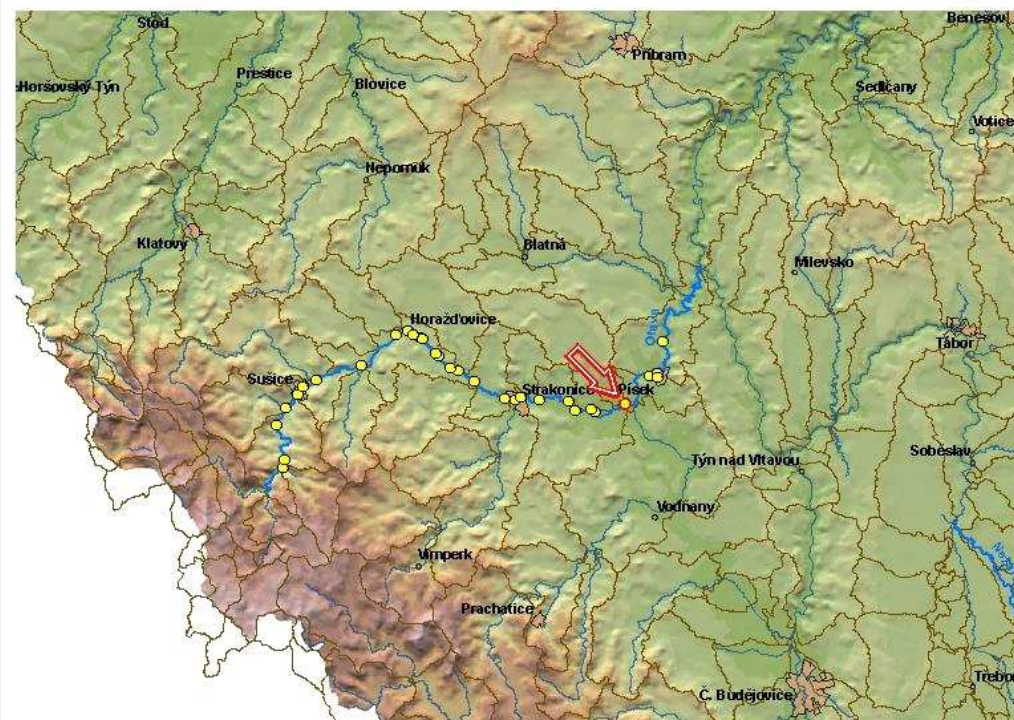 Stod
Benešov
Příbram
Přeštice
Horšovský Týn
Blovice
Sedlčany
Votice
Nepomuk
Klatovy
Blatná
Milevsko
Horažďovice
Otava
Tábor
Sušice
Strakonice
Písek
Soběslav
Týn nad Vltavou
Vodňany
Vimperk
Prachatice
Č. Budějovice